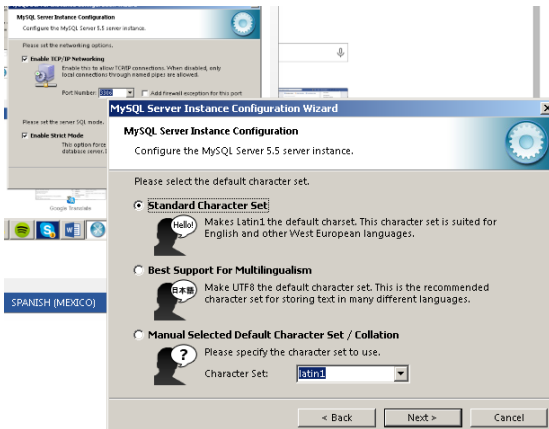 MySQL Server Instance Configuration
Configure the MySQL Server 5.5 server instance.
Please set the networking options.
Enable TCP/IP Networking
Enable this to allow TCP/IP connections. When disabled, only
local connections through named pipes are allowed.
Port Number:
Add firewall exception for this port
Please set the server SQL mode.
Enable Strict Mode
This option force
database server.
Google Translate
SPANISH (MEXICO)
MySQL Server Instance Configuration Wizard
MySQL Server Instance Configuration
Configure the MySQL Server 5.5 server instance.
Please select the default character set.
Standard Character Set
Hello!
Makes Latin1 the default charset. This character set is suited for
English and other West European languages.
Best Support For Multilingualism
日本語
Make UTF8 the default character set. This is the recommended
character set for storing text in many different languages.
Manual Selected Default Character Set / Collation
?
Please specify the character set to use.
Character Set: latin1
< Back Next > Cancel